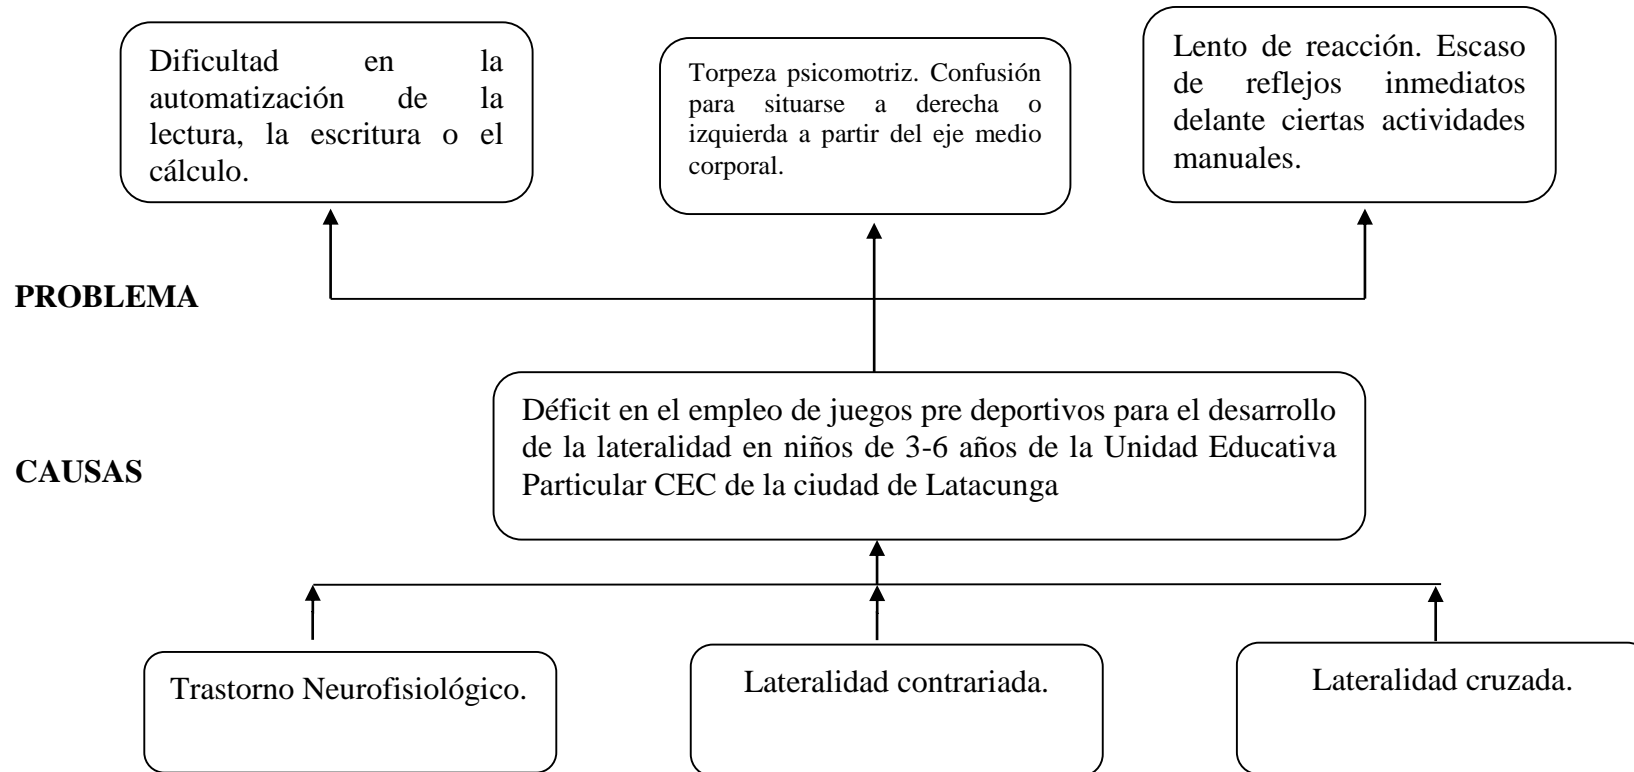 Dificultad en la
automatización de la
lectura, la escritura o el
cálculo.
Torpeza psicomotriz. Confusión
para situarse a derecha o
izquierda a partir del eje medio
corporal.
Lento de reacción. Escaso
de reflejos inmediatos
delante ciertas actividades
manuales.
PROBLEMA
Déficit en el empleo de juegos pre deportivos para el desarrollo
de la lateralidad en niños de 3-6 años de la Unidad Educativa
Particular CEC de la ciudad de Latacunga
CAUSAS
Trastorno Neurofisiológico.
Lateralidad contrariada.
Lateralidad cruzada.